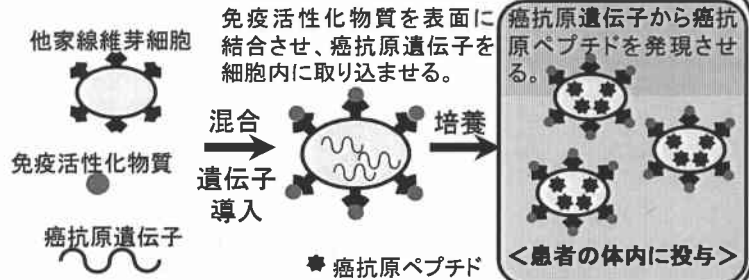 他家線維芽細胞
免疫活性化物質
癌抗原遺伝子
免疫活性化物質を表面に
結合させ、癌抗原遺伝子を
細胞内に取り込ませる。
混合
遺伝子
導入
癌抗原ペプチド
培養
癌抗原遺伝子から癌抗
原ペプチドを発現させ
る。
<患者の体内に投与>